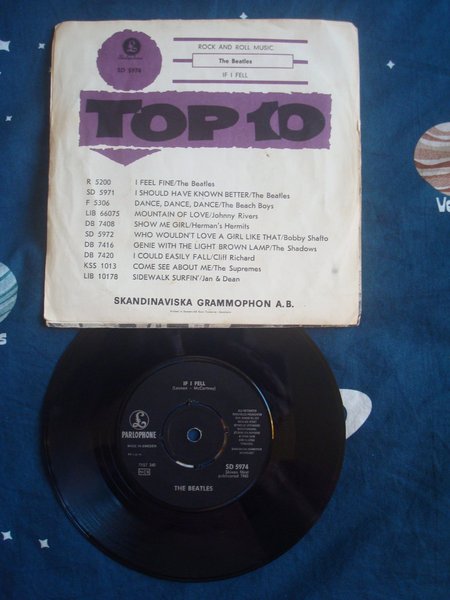 SD 5974
ROCK AND ROLL MUSIC
The Beatles
IF I FELL
TOP 10
R 5200 I FEEL FINE/The Beatles
SD 5971 I SHOULD HAVE KNOWN BETTER/The Beatles
F 5306 DANCE, DANCE, DANCE/The Beach Boys
LIB 66075 MOUNTAIN OF LOVE/Johnny Rivers
DB 7408 SHOW ME GIRL/Herman's Hermits
SD 5972 WHO WOULDN'T LOVE A GIRL LIKE THAT/Bobby Shafto
DB 7416 GENIE WITH THE LIGHT BROWN LAMP/The Shadows
DB 7420 I COULD EASILY FALL/Cliff Richard
KSS 1013 COME SEE ABOUT ME/The Supremes
LIB 10178 SIDEWALK SURFIN'/Jan & Dean
SKANDINAVISKA GRAMMOPHON A.B.
IF I FELL
(Lennon - McCartney)
PARLOPHONE
MADE IN SWEDEN
SD 5974
THE BEATLES